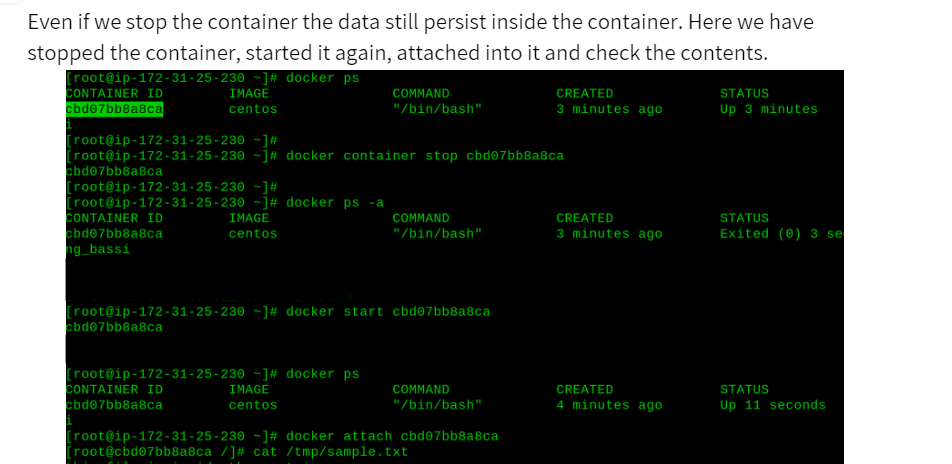 Even if we stop the container the data still persist inside the container. Here we have
stopped the container, started it again, attached into it and check the contents.
[root@ip-172-31-25-230 ~]# docker ps
CONTAINER ID IMAGE COMMAND CREATED STATUS
cbd07bb8a8ca centos "/bin/bash" 3 minutes ago Up 3 minutes
i
[root@ip-172-31-25-230 ~]#
[root@ip-172-31-25-230 ~]# docker container stop cbd07bb8a8ca
cbd07bb8a8ca
[root@ip-172-31-25-230 ~]#
[root@ip-172-31-25-230 ~]# docker ps -a
CONTAINER ID IMAGE COMMAND CREATED STATUS
cbd07bb8a8ca centos "/bin/bash" 3 minutes ago Exited (0) 3 se
ng_bassi
[root@ip-172-31-25-230 ~]# docker start cbd07bb8a8ca
cbd07bb8a8ca
[root@ip-172-31-25-230 ~]# docker ps
CONTAINER ID IMAGE COMMAND CREATED STATUS
cbd07bb8a8ca centos "/bin/bash" 4 minutes ago Up 11 seconds
i
[root@ip-172-31-25-230 ~]# docker attach cbd07bb8a8ca
[root@cbd07bb8a8ca /]# cat /tmp/sample.txt